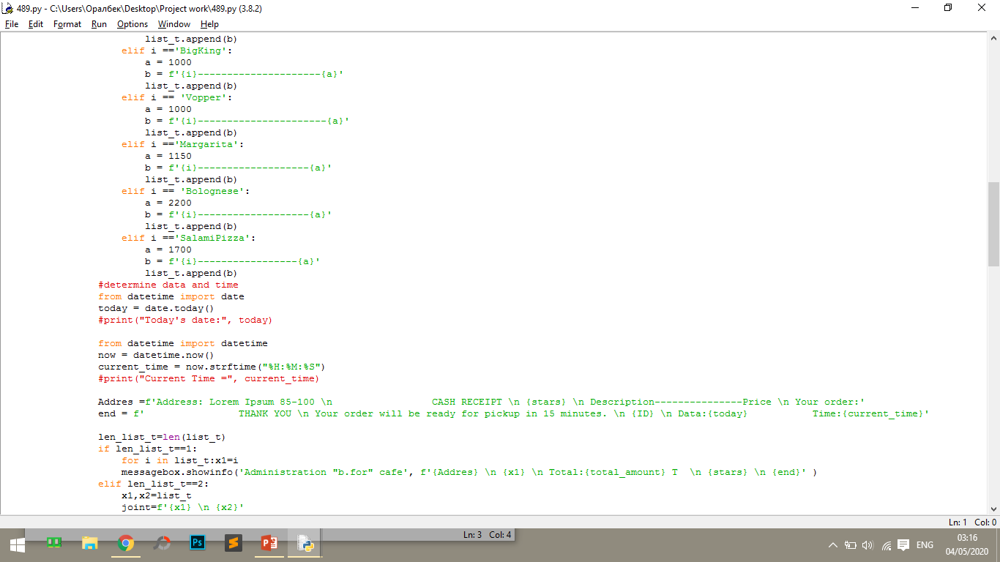 489.py - C:\Users\Оралбек\Desktop\Project work\489.py (3.8.2)
File Edit Format Run Options Window Help
            list_t.append(b)
        elif i =='BigKing':
            a = 1000
            b = f'{i}---------------------{a}'
            list_t.append(b)
        elif i == 'Vopper':
            a = 1000
            b = f'{i}----------------------{a}'
            list_t.append(b)
        elif i =='Margarita':
            a = 1150
            b = f'{i}-------------------{a}'
            list_t.append(b)
        elif i == 'Bolognese':
            a = 2200
            b = f'{i}-------------------{a}'
            list_t.append(b)
        elif i =='SalamiPizza':
            a = 1700
            b = f'{i}-----------------{a}'
            list_t.append(b)
    #determine data and time
    from datetime import date
    today = date.today()
    #print("Today's date:", today)
    from datetime import datetime
    now = datetime.now()
    current_time = now.strftime("%H:%M:%S")
    #print("Current Time =", current_time)
    Addres =f'Address: Lorem Ipsum 85-100 \n                 CASH RECEIPT \n {stars} \n Description---------------Price \n Your order:'
    end = f'                THANK YOU \n Your order will be ready for pickup in 15 minutes. \n {ID} \n Data:{today}           Time:{current_time}'
    len_list_t=len(list_t)
    if len_list_t==1:
        for i in list_t:x1=i
        messagebox.showinfo('Administration "b.for" cafe', f'{Addres} \n {x1} \n Total:{total_amount} T  \n {stars} \n {end}' )
    elif len_list_t==2:
        x1,x2=list_t
        joint=f'{x1} \n {x2}'
Ln: 1 Col: 0
Ln: 3 Col: 4
Ps
P
ENG
03:16
04/05/2020